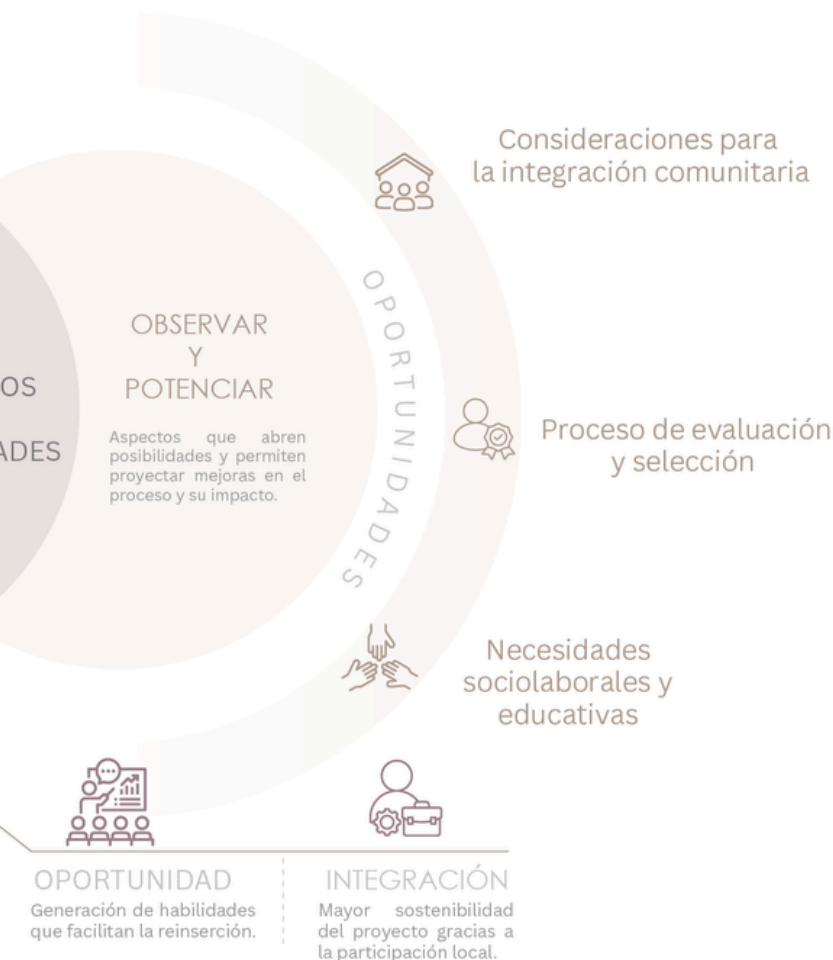 Consideraciones para
la integración comunitaria
OPORTUNIDADES
OBSERVAR
Y
POTENCIAR
OS
ADES
Aspectos que abren
posibilidades y permiten
proyectar mejoras en el
proceso y su impacto.
Proceso de evaluación
y selección
Necesidades
sociolaborales y
educativas
OPORTUNIDAD
Generación de habilidades
que facilitan la reinserción.
INTEGRACIÓN
Mayor sostenibilidad
del proyecto gracias a
la participación local.